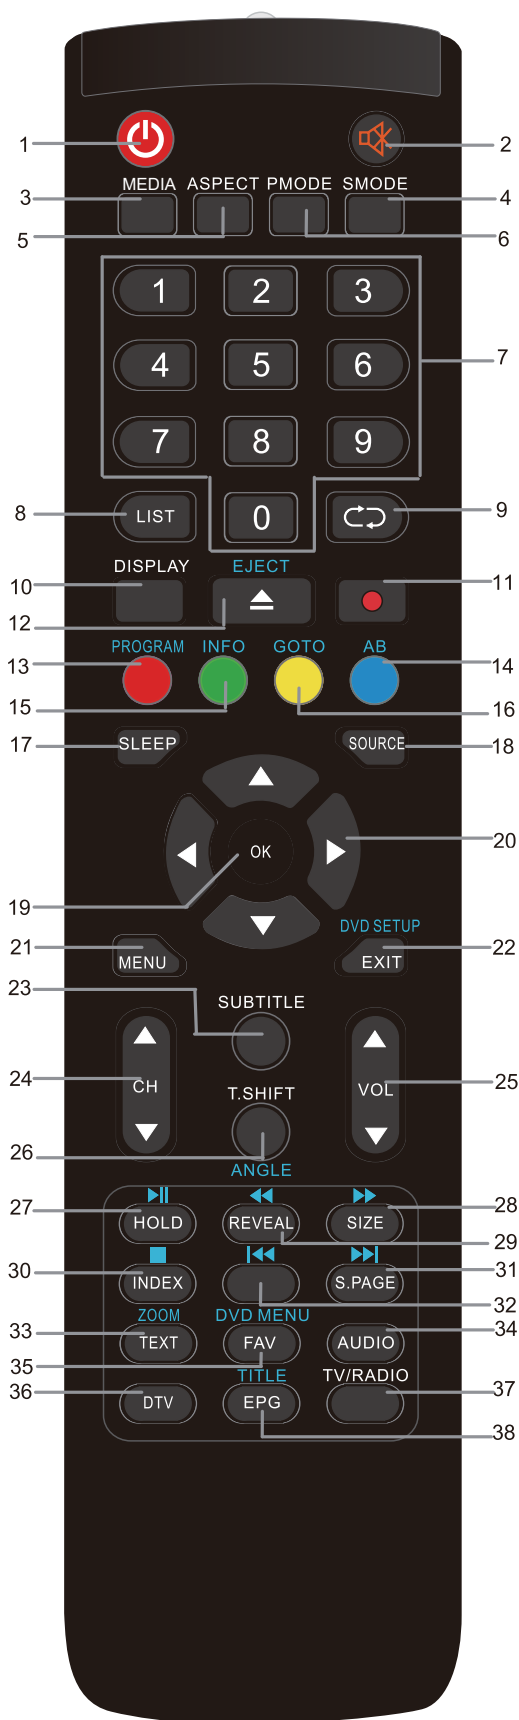 1
2
MEDIA ASPECT PMODE SMODE
3
4
5
6
1 2 3
7
4 5 6
7 8 9
8
LIST
0
9
DISPLAY
EJECT
10
11
12
PROGRAM INFO GOTO AB
13
14
15
16
17
SLEEP
SOURCE
18
OK
20
19
DVD SETUP
21
MENU
EXIT
22
23
SUBTITLE
24
CH
VOL
25
T.SHIFT
26
ANGLE
27
HOLD
REVEAL
SIZE
28
29
30
INDEX
S.PAGE
31
32
ZOOM
DVD MENU
33
TEXT
FAV
AUDIO
34
35
TITLE
TV/RADIO
36
DTV
EPG
37
38